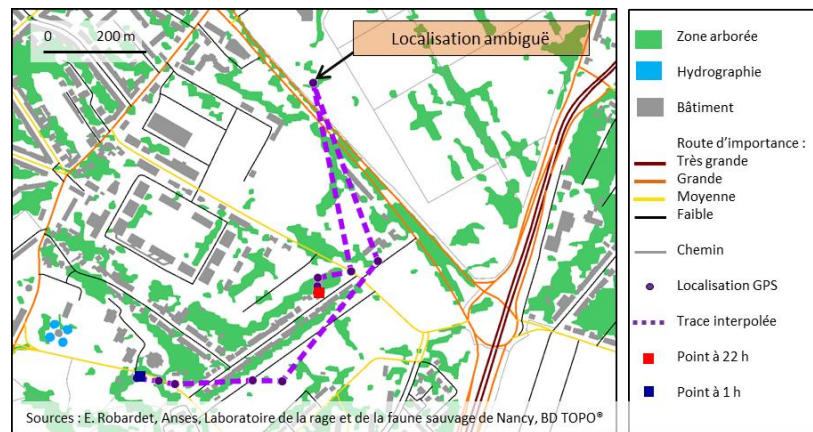 0 200 m
Localisation ambiguë
Zone arborée
Hydrographie
Bâtiment
Route d'importance :
Très grande
Grande
Moyenne
Faible
Chemin
Localisation GPS
Trace interpolée
Point à 22 h
Point à 1 h
Sources : E. Robardet, Anses, Laboratoire de la rage et de la faune sauvage de Nancy, BD TOPO®